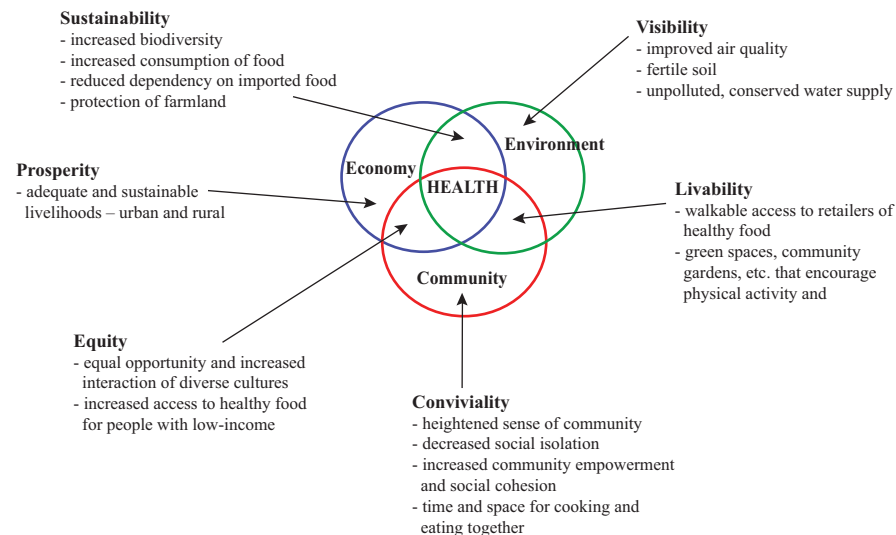 Sustainability
- increased biodiversity
- increased consumption of food
- reduced dependency on imported food
- protection of farmland
Visibility
- improved air quality
- fertile soil
- unpolluted, conserved water supply
Environment
Economy
HEALTH
Prosperity
- adequate and sustainable
livelihoods – urban and rural
Livability
- walkable access to retailers of
healthy food
- green spaces, community
gardens, etc. that encourage
physical activity and
Community
Equity
- equal opportunity and increased
interaction of diverse cultures
- increased access to healthy food
for people with low-income
Conviviality
- heightened sense of community
- decreased social isolation
- increased community empowerment
and social cohesion
- time and space for cooking and
eating together